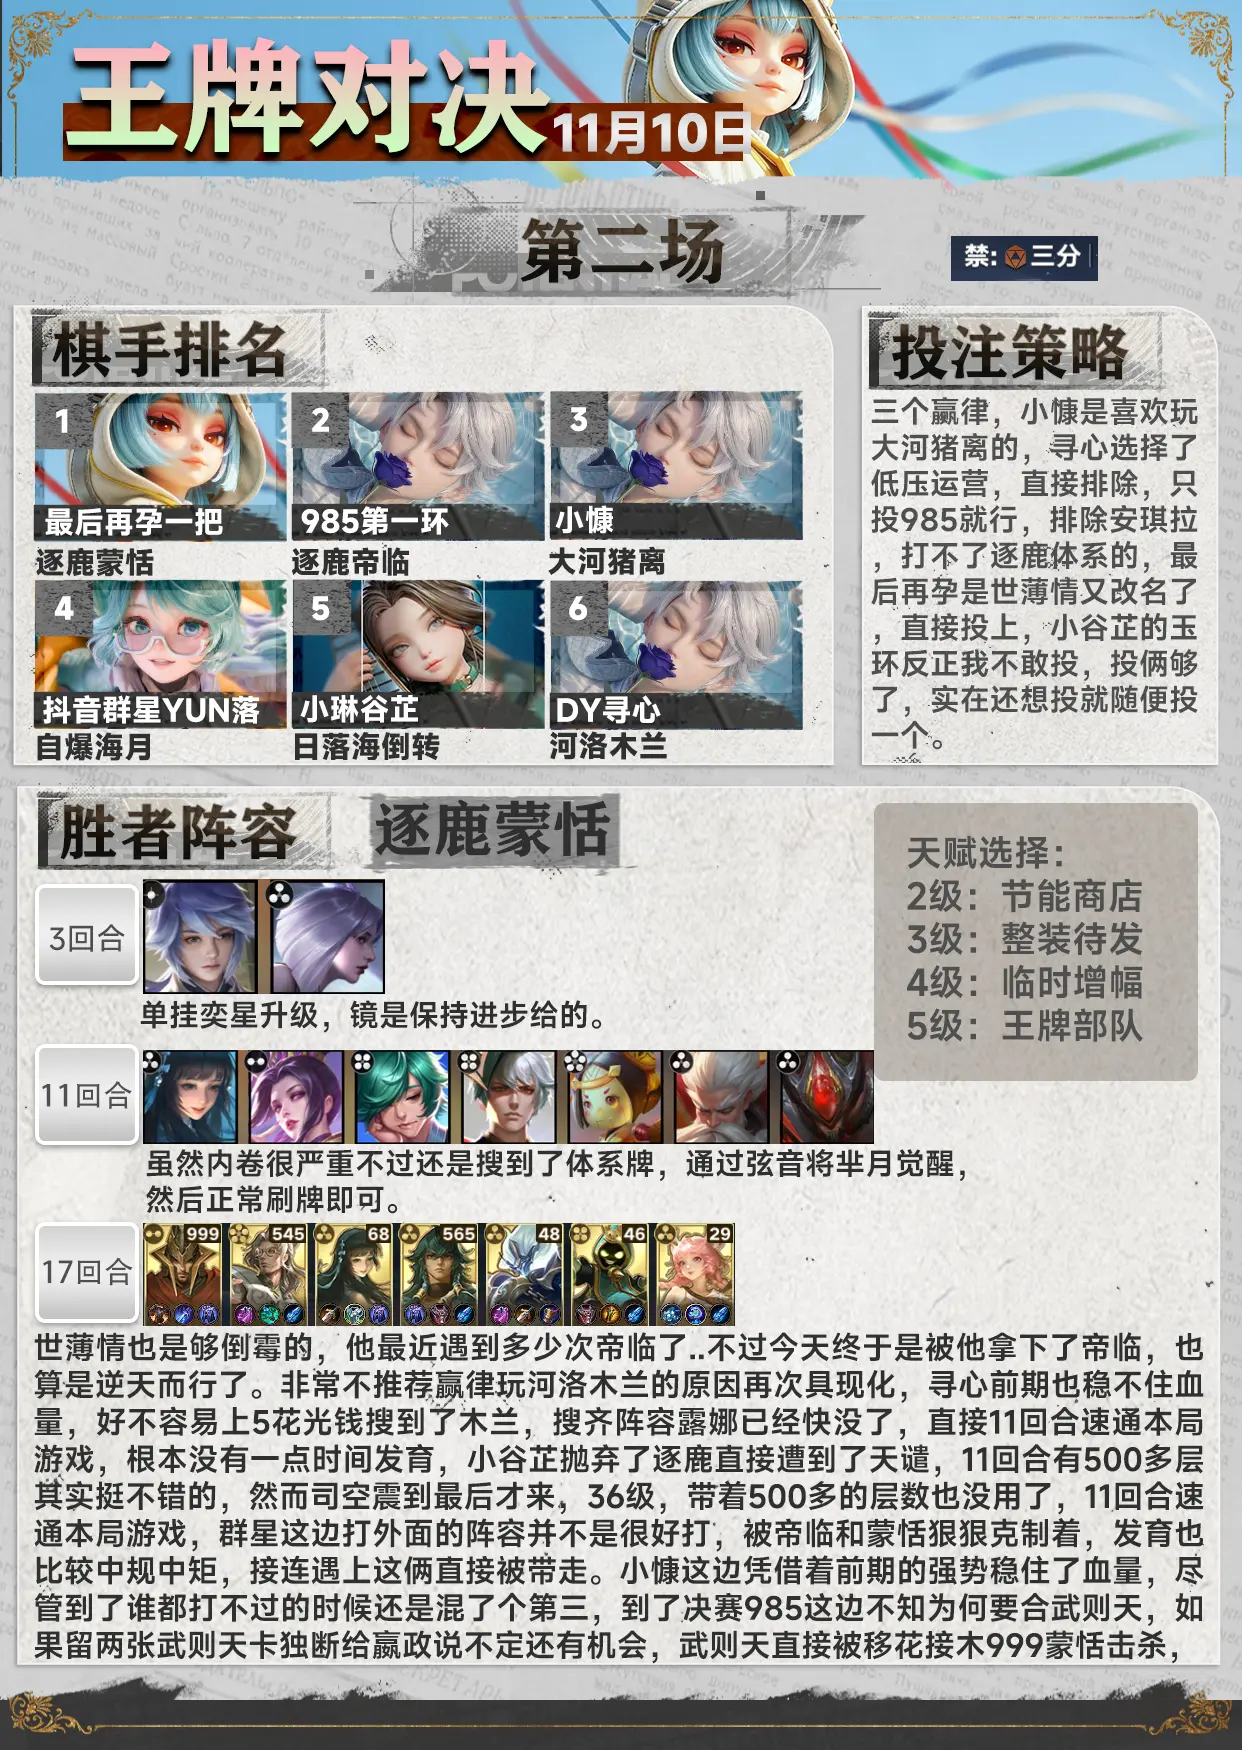 王牌对决
11月10日
第二场
禁: 三分
棋手排名
1
最后再孕一把
逐鹿蒙恬
2
985第一环
逐鹿帝临
3
小慷
大河猪离
4
抖音群星YUN落
自爆海月
5
小琳谷芷
日落海倒转
6
DY寻心
河洛木兰
投注策略
三个赢律，小慷是喜欢玩
大河猪离的，寻心选择了
低压运营，直接排除，只
投985就行，排除安琪拉
，打不了逐鹿体系的，最
后再孕是世薄情又改名了
，直接投上，小谷芷的玉
环反正我不敢投，投俩够
了，实在还想投就随便投
一个。
胜者阵容
逐鹿蒙恬
天赋选择：
2级：节能商店
3级：整装待发
4级：临时增幅
5级：王牌部队
3回合
单挂奕星升级，镜是保持进步给的。
11回合
虽然内卷很严重不过还是搜到了体系牌，通过弦音将芈月觉醒，
然后正常刷牌即可。
17回合
999 545 68 565 48 46 29
世薄情也是够倒霉的，他最近遇到多少次帝临了..不过今天终于是被他拿下了帝临，也
算是逆天而行了。非常不推荐赢律玩河洛木兰的原因再次具现化，寻心前期也稳不住血
量，好不容易上5花光钱搜到了木兰，搜齐阵容露娜已经快没了，直接11回合速通本局
游戏，根本没有一点时间发育，小谷芷抛弃了逐鹿直接遭到了天谴，11回合有500多层
其实挺不错的，然而司空震到最后才来，36级，带着500多的层数也没用了，11回合速
通本局游戏，群星这边打外面的阵容并不是很好打，被帝临和蒙恬狠狠克制着，发育也
比较中规中矩，接连遇上这俩直接被带走。小慷这边凭借着前期的强势稳住了血量，尽
管到了谁都打不过的时候还是混了个第三，到了决赛985这边不知为何要合武则天，如
果留两张武则天卡独断给嬴政说不定还有机会，武则天直接被移花接木999蒙恬击杀，